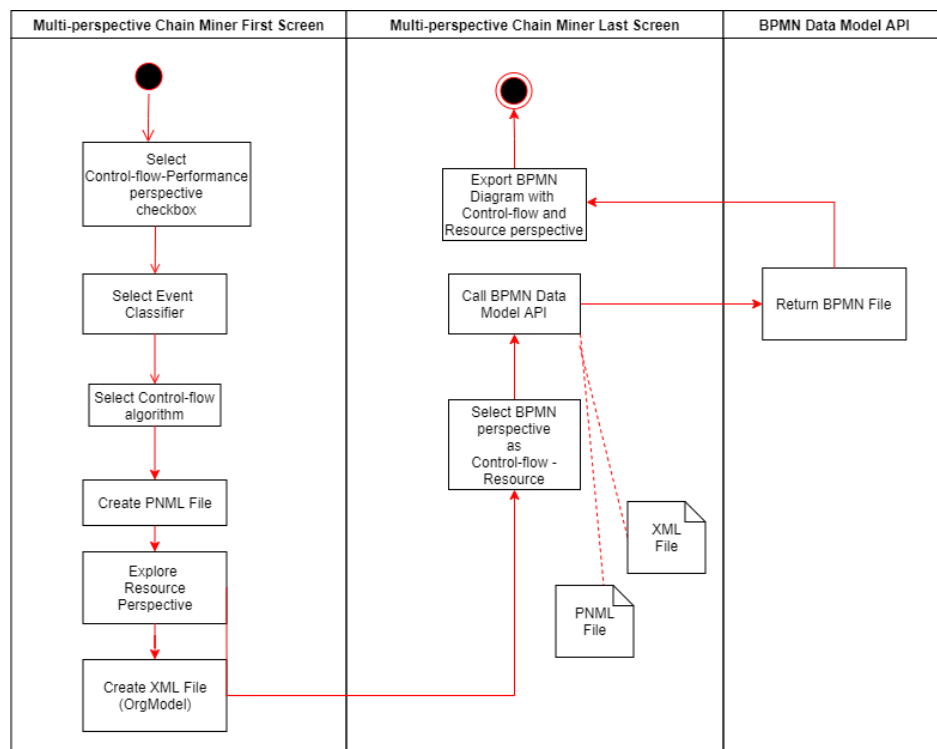 Multi-perspective Chain Miner First Screen
Multi-perspective Chain Miner Last Screen
BPMN Data Model API
Select
Control-flow-Performance
perspective
checkbox
Select Event
Classifier
Select Control-flow
algorithm
Create PNML File
Explore
Resource
Perspective
Create XML File
(OrgModel)
Export BPMN
Diagram with
Control-flow and
Resource perspective
Call BPMN Data
Model API
Select BPMN
perspective
as
Control-flow -
Resource
XML
File
PNML
File
Return BPMN File